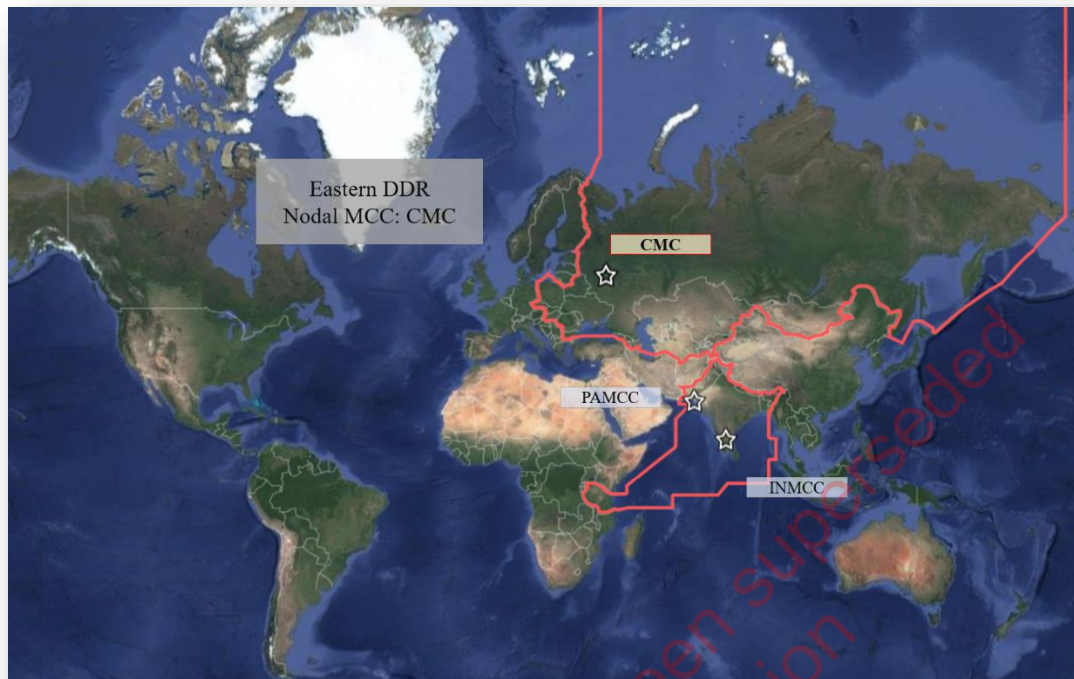 Eastern DDR
Nodal MCC: CMC
CMC
PAMCC
INMCC
superseded